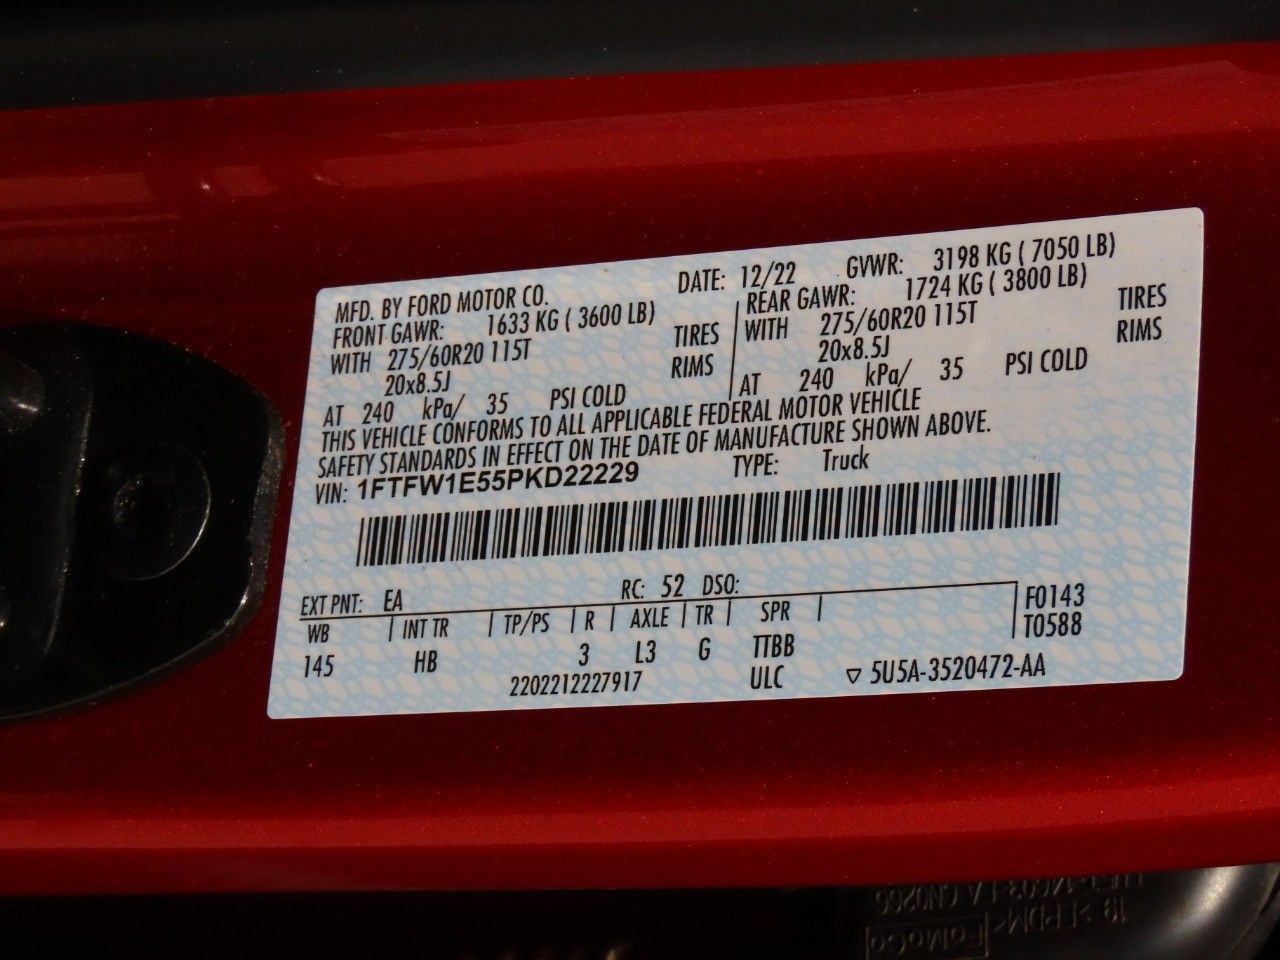 MFD. BY FORD MOTOR CO. DATE: 12/22 GVWR: 3198 KG ( 7050 LB)
FRONT GAWR: 1633 KG ( 3600 LB) REAR GAWR: 1724 KG ( 3800 LB)
WITH 275/60R20 115T TIRES WITH 275/60R20 115T TIRES
20x8.5J RIMS 20x8.5J RIMS
AT 240 kPa/ 35 PSI COLD AT 240 kPa/ 35 PSI COLD
THIS VEHICLE CONFORMS TO ALL APPLICABLE FEDERAL MOTOR VEHICLE
SAFETY STANDARDS IN EFFECT ON THE DATE OF MANUFACTURE SHOWN ABOVE.
VIN: 1FTFW1E55PKD22229 TYPE: Truck
EXT PNT: EA RC: 52 DSO:
WB INT TR TP/PS R AXLE TR SPR F0143
T0588
145 HB 3 L3 G TTBB
2202212227917 ULC ▽ 5U5A-3520472-AA
19 >EPDM< FoMoCo